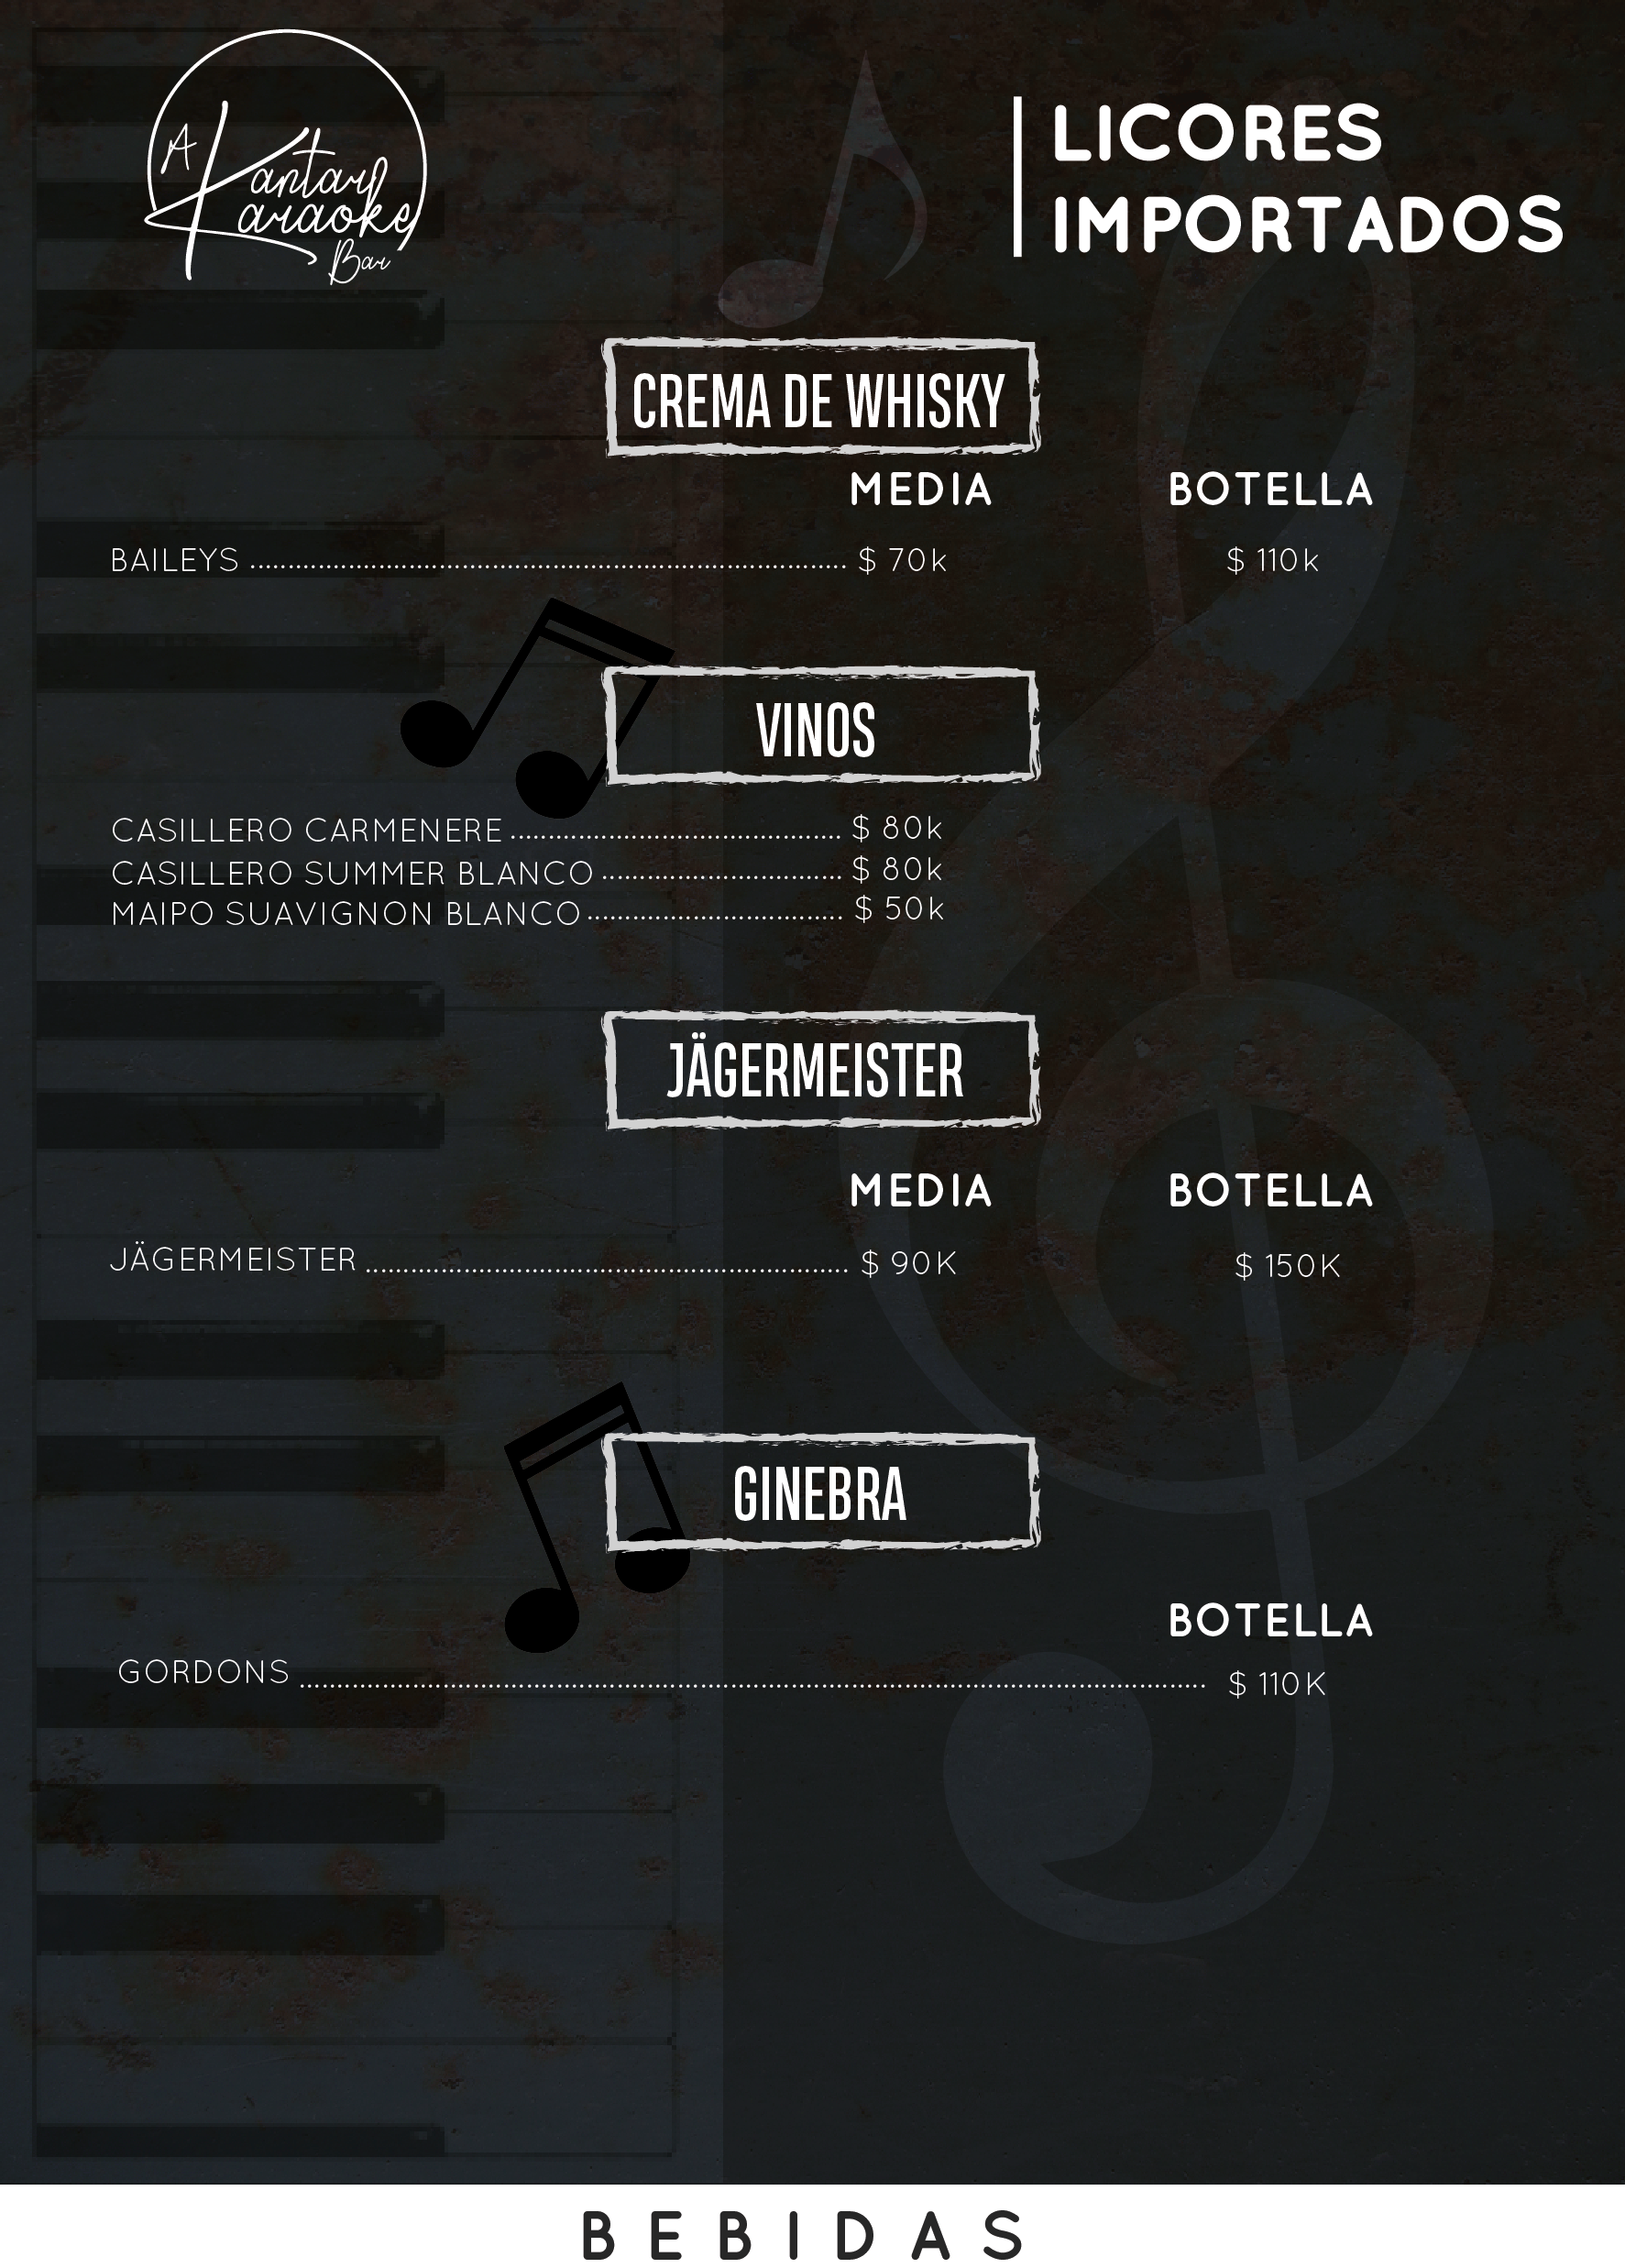 A
Kantar
Karaoke
Bar
LICORES
IMPORTADOS
CREMA DE WHISKY
MEDIA BOTELLA
BAILEYS $ 70k $ 110k
VINOS
CASILLERO CARMENERE $ 80k
CASILLERO SUMMER BLANCO $ 80k
MAIPO SUAVIGNON BLANCO $ 50k
JÄGERMEISTER
MEDIA BOTELLA
JÄGERMEISTER $ 90K $ 150K
GINEBRA
BOTELLA
GORDONS $ 110K
BEBIDAS